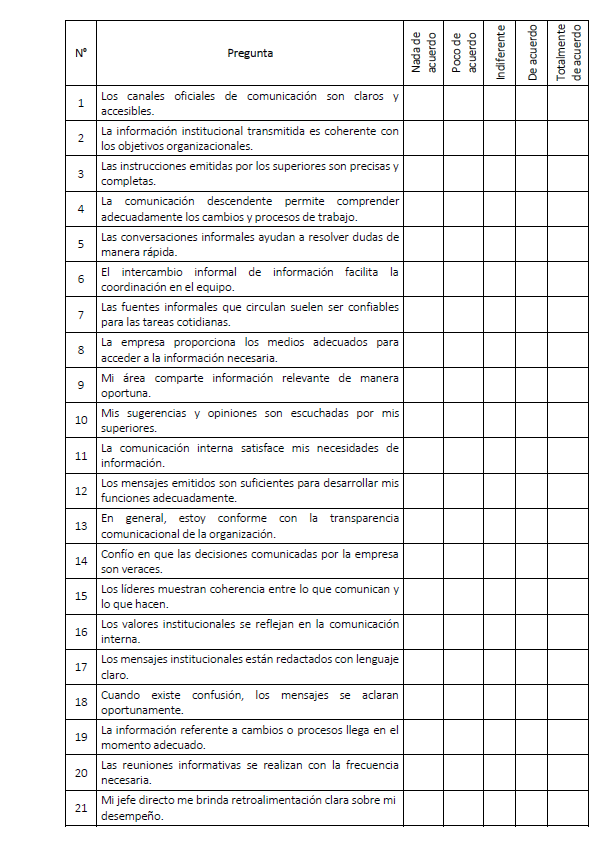 N°
Pregunta
Nada de
acuerdo
Poco de
acuerdo
Indiferente
De acuerdo
Totalmente
de acuerdo
1
Los canales oficiales de comunicación son claros y
accesibles.
2
La información institucional transmitida es coherente con
los objetivos organizacionales.
3
Las instrucciones emitidas por los superiores son precisas y
completas.
4
La comunicación descendente permite comprender
adecuadamente los cambios y procesos de trabajo.
5
Las conversaciones informales ayudan a resolver dudas de
manera rápida.
6
El intercambio informal de información facilita la
coordinación en el equipo.
7
Las fuentes informales que circulan suelen ser confiables
para las tareas cotidianas.
8
La empresa proporciona los medios adecuados para
acceder a la información necesaria.
9
Mi área comparte información relevante de manera
oportuna.
10
Mis sugerencias y opiniones son escuchadas por mis
superiores.
11
La comunicación interna satisface mis necesidades de
información.
12
Los mensajes emitidos son suficientes para desarrollar mis
funciones adecuadamente.
13
En general, estoy conforme con la transparencia
comunicacional de la organización.
14
Confío en que las decisiones comunicadas por la empresa
son veraces.
15
Los líderes muestran coherencia entre lo que comunican y
lo que hacen.
16
Los valores institucionales se reflejan en la comunicación
interna.
17
Los mensajes institucionales están redactados con lenguaje
claro.
18
Cuando existe confusión, los mensajes se aclaran
oportunamente.
19
La información referente a cambios o procesos llega en el
momento adecuado.
20
Las reuniones informativas se realizan con la frecuencia
necesaria.
21
Mi jefe directo me brinda retroalimentación clara sobre mi
desempeño.